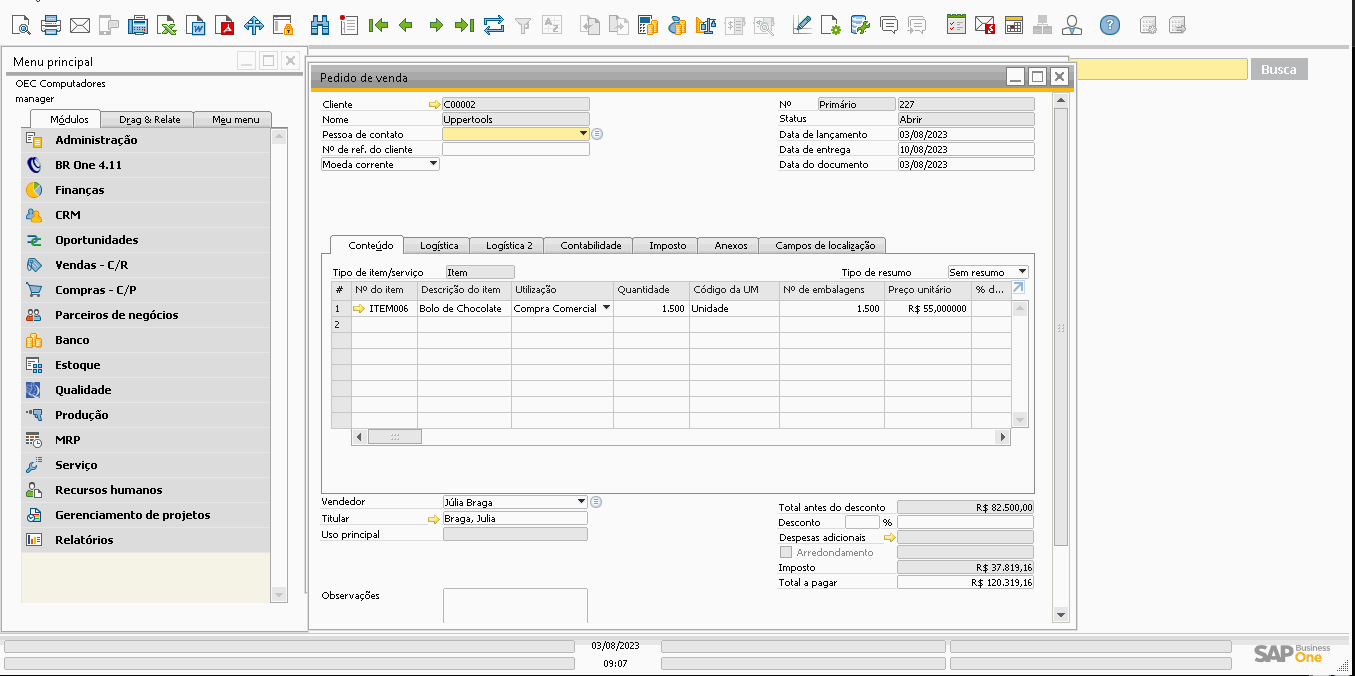 Menu principal
OEC Computadores
manager
Módulos Drag & Relate Meu menu
Administração
BR One 4.11
Finanças
CRM
Oportunidades
Vendas - C/R
Compras - C/P
Parceiros de negócios
Banco
Estoque
Qualidade
Produção
MRP
Serviço
Recursos humanos
Gerenciamento de projetos
Relatórios
Busca
Pedido de venda
Cliente C00002
Nome Uppertools
Pessoa de contato
Nº de ref. do cliente
Moeda corrente
Nº Primário 227
Status Abrir
Data de lançamento 03/08/2023
Data de entrega 10/08/2023
Data do documento 03/08/2023
Conteúdo Logística Logística 2 Contabilidade Imposto Anexos Campos de localização
Tipo de item/serviço Item Tipo de resumo Sem resumo
# Nº do item Descrição do item Utilização Quantidade Código da UM Nº de embalagens Preço unitário % d...
1 ITEM006 Bolo de Chocolate Compra Comercial 1.500 Unidade 1.500 R$ 55,000000
2
Vendedor Júlia Braga
Titular Braga, Julia
Uso principal
Observações
Total antes do desconto R$ 82.500,00
Desconto %
Despesas adicionais
Arredondamento
Imposto R$ 37.819,16
Total a pagar R$ 120.319,16
03/08/2023
09:07
SAP Business One